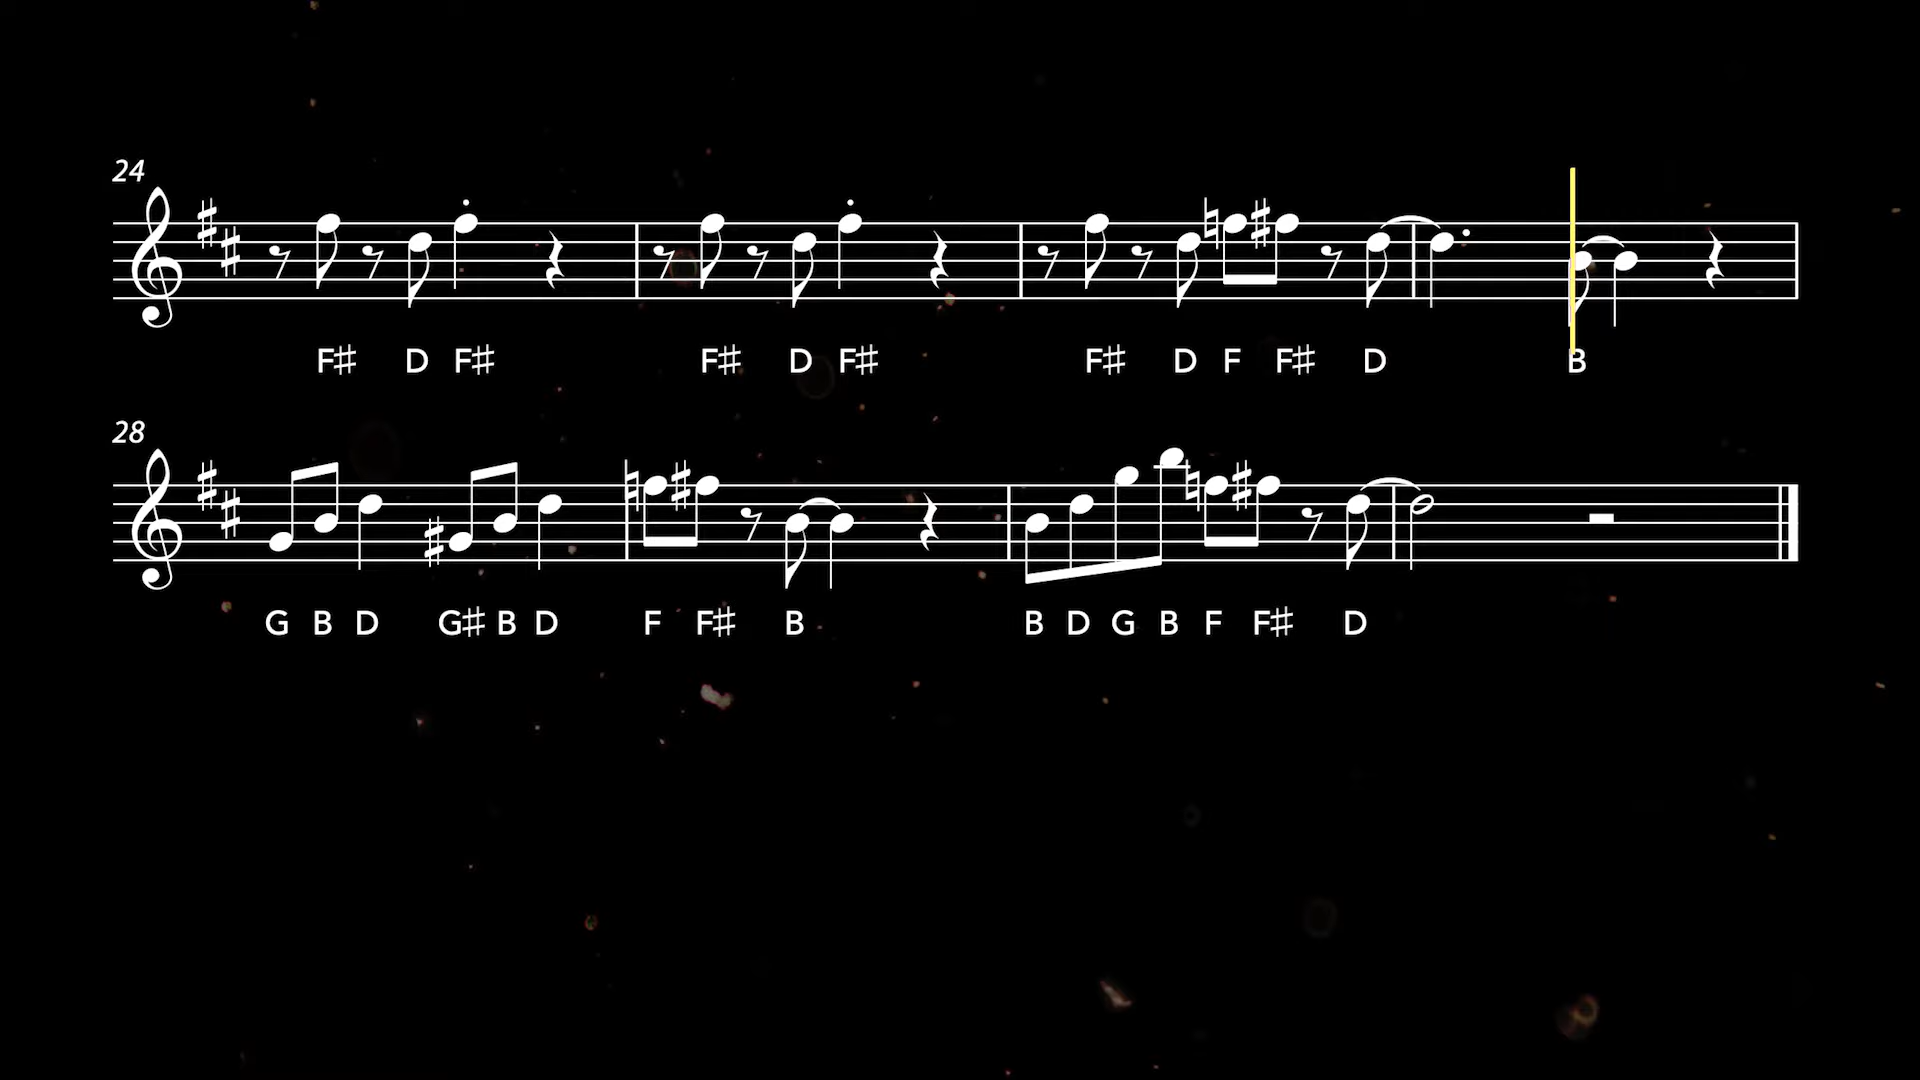 24
F♯ D F♯ F♯ D F♯ F♯ D F F♯ D B
28
G B D G♯ B D F F♯ B B D G B F F♯ D